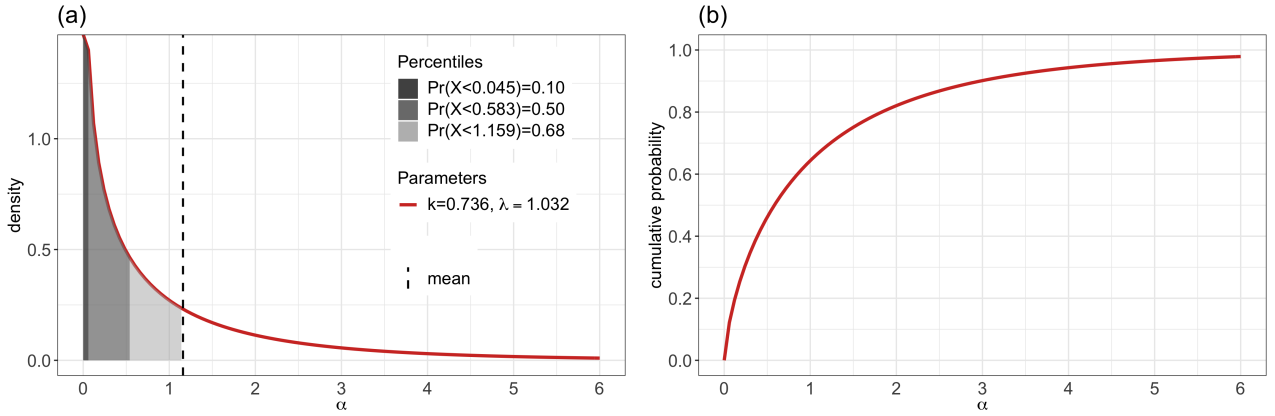 (a)
density
1.0
0.5
0.0
Percentiles
Pr(X<0.045)=0.10
Pr(X<0.583)=0.50
Pr(X<1.159)=0.68
Parameters
k=0.736, λ = 1.032
mean
0 1 2 3 4 5 6
α
(b)
cumulative probability
1.0
0.8
0.6
0.4
0.2
0.0
0 1 2 3 4 5 6
α